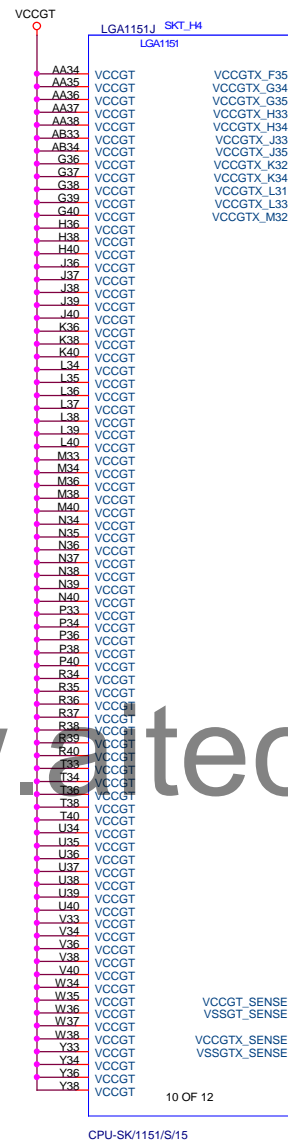 VCCGT
LGA1151J SKT_H4
LGA1151
AA34 VCCGT VCCGTX_F35
AA35 VCCGT VCCGTX_G34
AA36 VCCGT VCCGTX_G35
AA37 VCCGT VCCGTX_H33
AA38 VCCGT VCCGTX_H34
AB33 VCCGT VCCGTX_J33
AB34 VCCGT VCCGTX_J35
G36 VCCGT VCCGTX_K32
G37 VCCGT VCCGTX_K34
G38 VCCGT VCCGTX_L31
G39 VCCGT VCCGTX_L33
G40 VCCGT VCCGTX_M32
H36 VCCGT
H38 VCCGT
H40 VCCGT
J36 VCCGT
J37 VCCGT
J38 VCCGT
J39 VCCGT
J40 VCCGT
K36 VCCGT
K38 VCCGT
K40 VCCGT
L34 VCCGT
L35 VCCGT
L36 VCCGT
L37 VCCGT
L38 VCCGT
L39 VCCGT
L40 VCCGT
M33 VCCGT
M34 VCCGT
M36 VCCGT
M38 VCCGT
M40 VCCGT
N34 VCCGT
N35 VCCGT
N36 VCCGT
N37 VCCGT
N38 VCCGT
N39 VCCGT
N40 VCCGT
P33 VCCGT
P34 VCCGT
P36 VCCGT
P38 VCCGT
P40 VCCGT
R34 VCCGT
R35 VCCGT
R36 VCCGT
R37 VCCGT
R38 VCCGT
R39 VCCGT
R40 VCCGT
T33 VCCGT
T34 VCCGT
T36 VCCGT
T38 VCCGT
T40 VCCGT
U34 VCCGT
U35 VCCGT
U36 VCCGT
U37 VCCGT
U38 VCCGT
U39 VCCGT
U40 VCCGT
V33 VCCGT
V34 VCCGT
V36 VCCGT
V38 VCCGT
V40 VCCGT
W34 VCCGT
W35 VCCGT VCCGT_SENSE
W36 VCCGT VSSGT_SENSE
W37 VCCGT
W38 VCCGT VCCGTX_SENSE
Y33 VCCGT VSSGTX_SENSE
Y34 VCCGT
Y36 VCCGT
Y38 VCCGT
10 OF 12
CPU-SK/1151/S/15